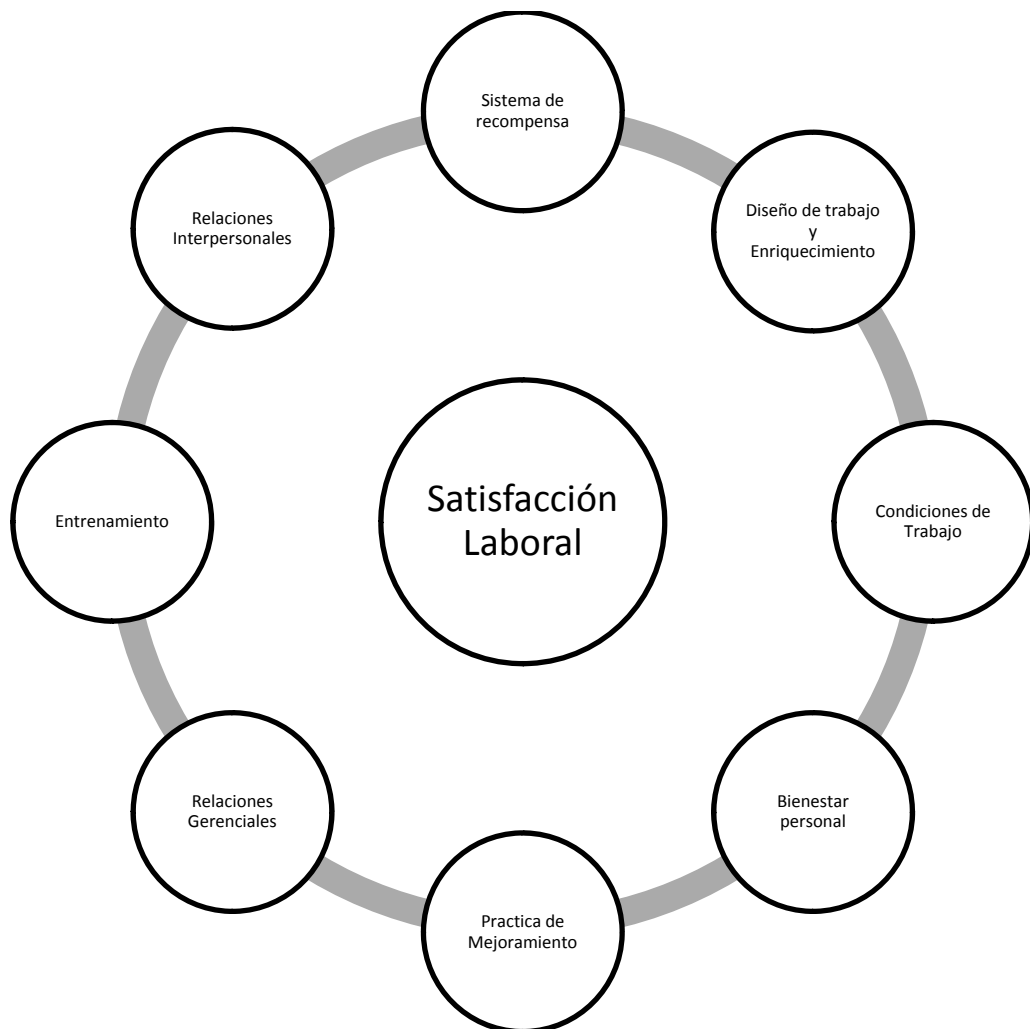 Sistema de
recompensa
Diseño de trabajo
y
Enriquecimiento
Condiciones de
Trabajo
Bienestar
personal
Practica de
Mejoramiento
Relaciones
Gerenciales
Entrenamiento
Relaciones
Interpersonales
Satisfacción
Laboral